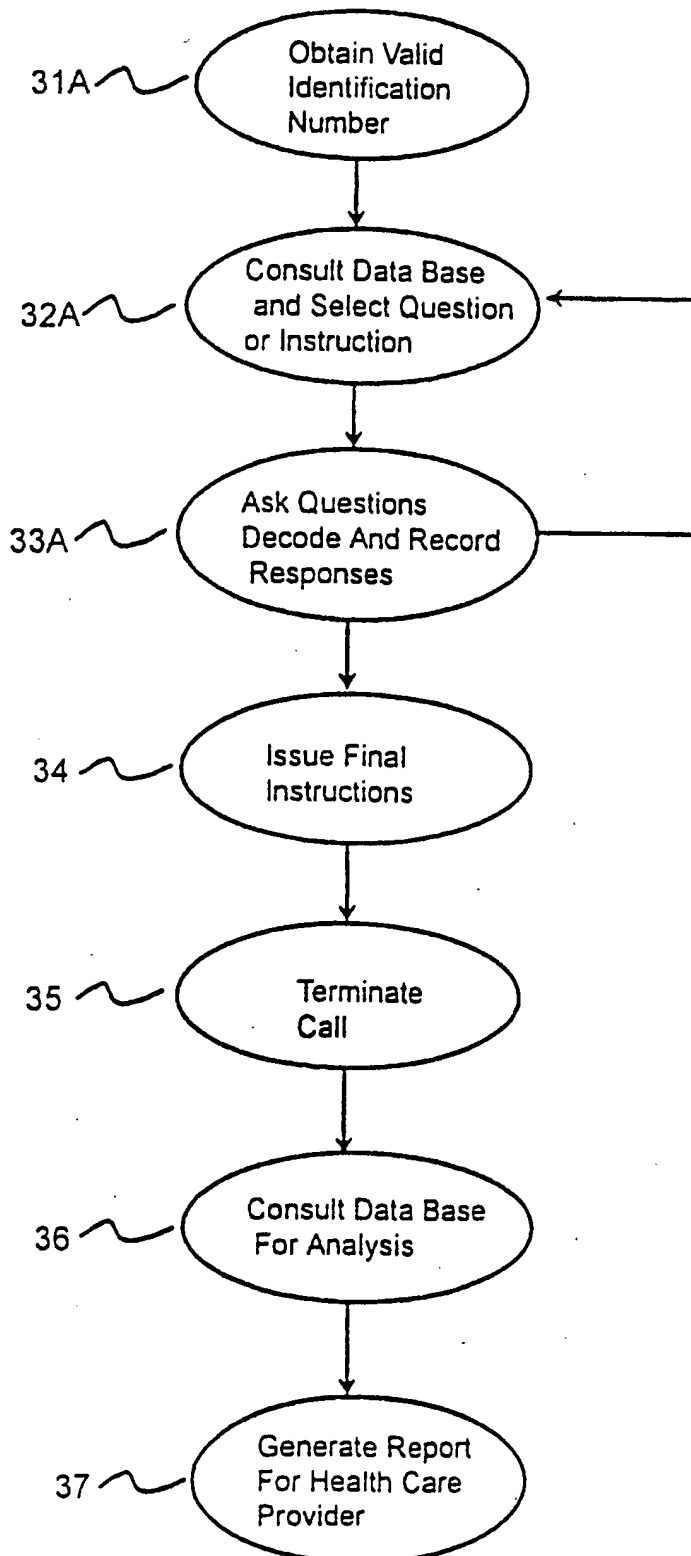 31A
Obtain Valid
Identification
Number
32A
Consult Data Base
and Select Question
or Instruction
33A
Ask Questions
Decode And Record
Responses
34
Issue Final
Instructions
35
Terminate
Call
36
Consult Data Base
For Analysis
37
Generate Report
For Health Care
Provider